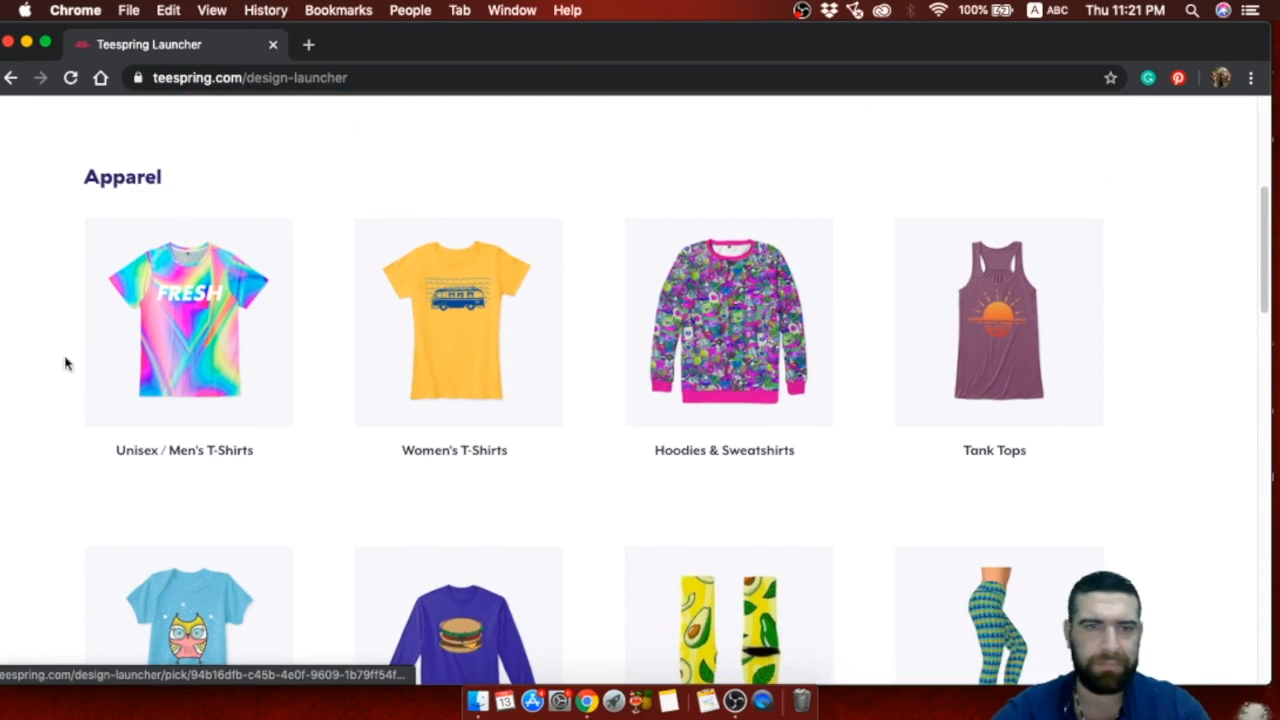 Chrome File Edit View History Bookmarks People Tab Window Help 100% A ABC Thu 11:21 PM
Teespring Launcher
teespring.com/design-launcher
Apparel
FRESH
Unisex / Men's T-Shirts Women's T-Shirts Hoodies & Sweatshirts Tank Tops
teespring.com/design-launcher/pick/94b16dfb-c45b-4e0f-9609-1b79ff54f...
13